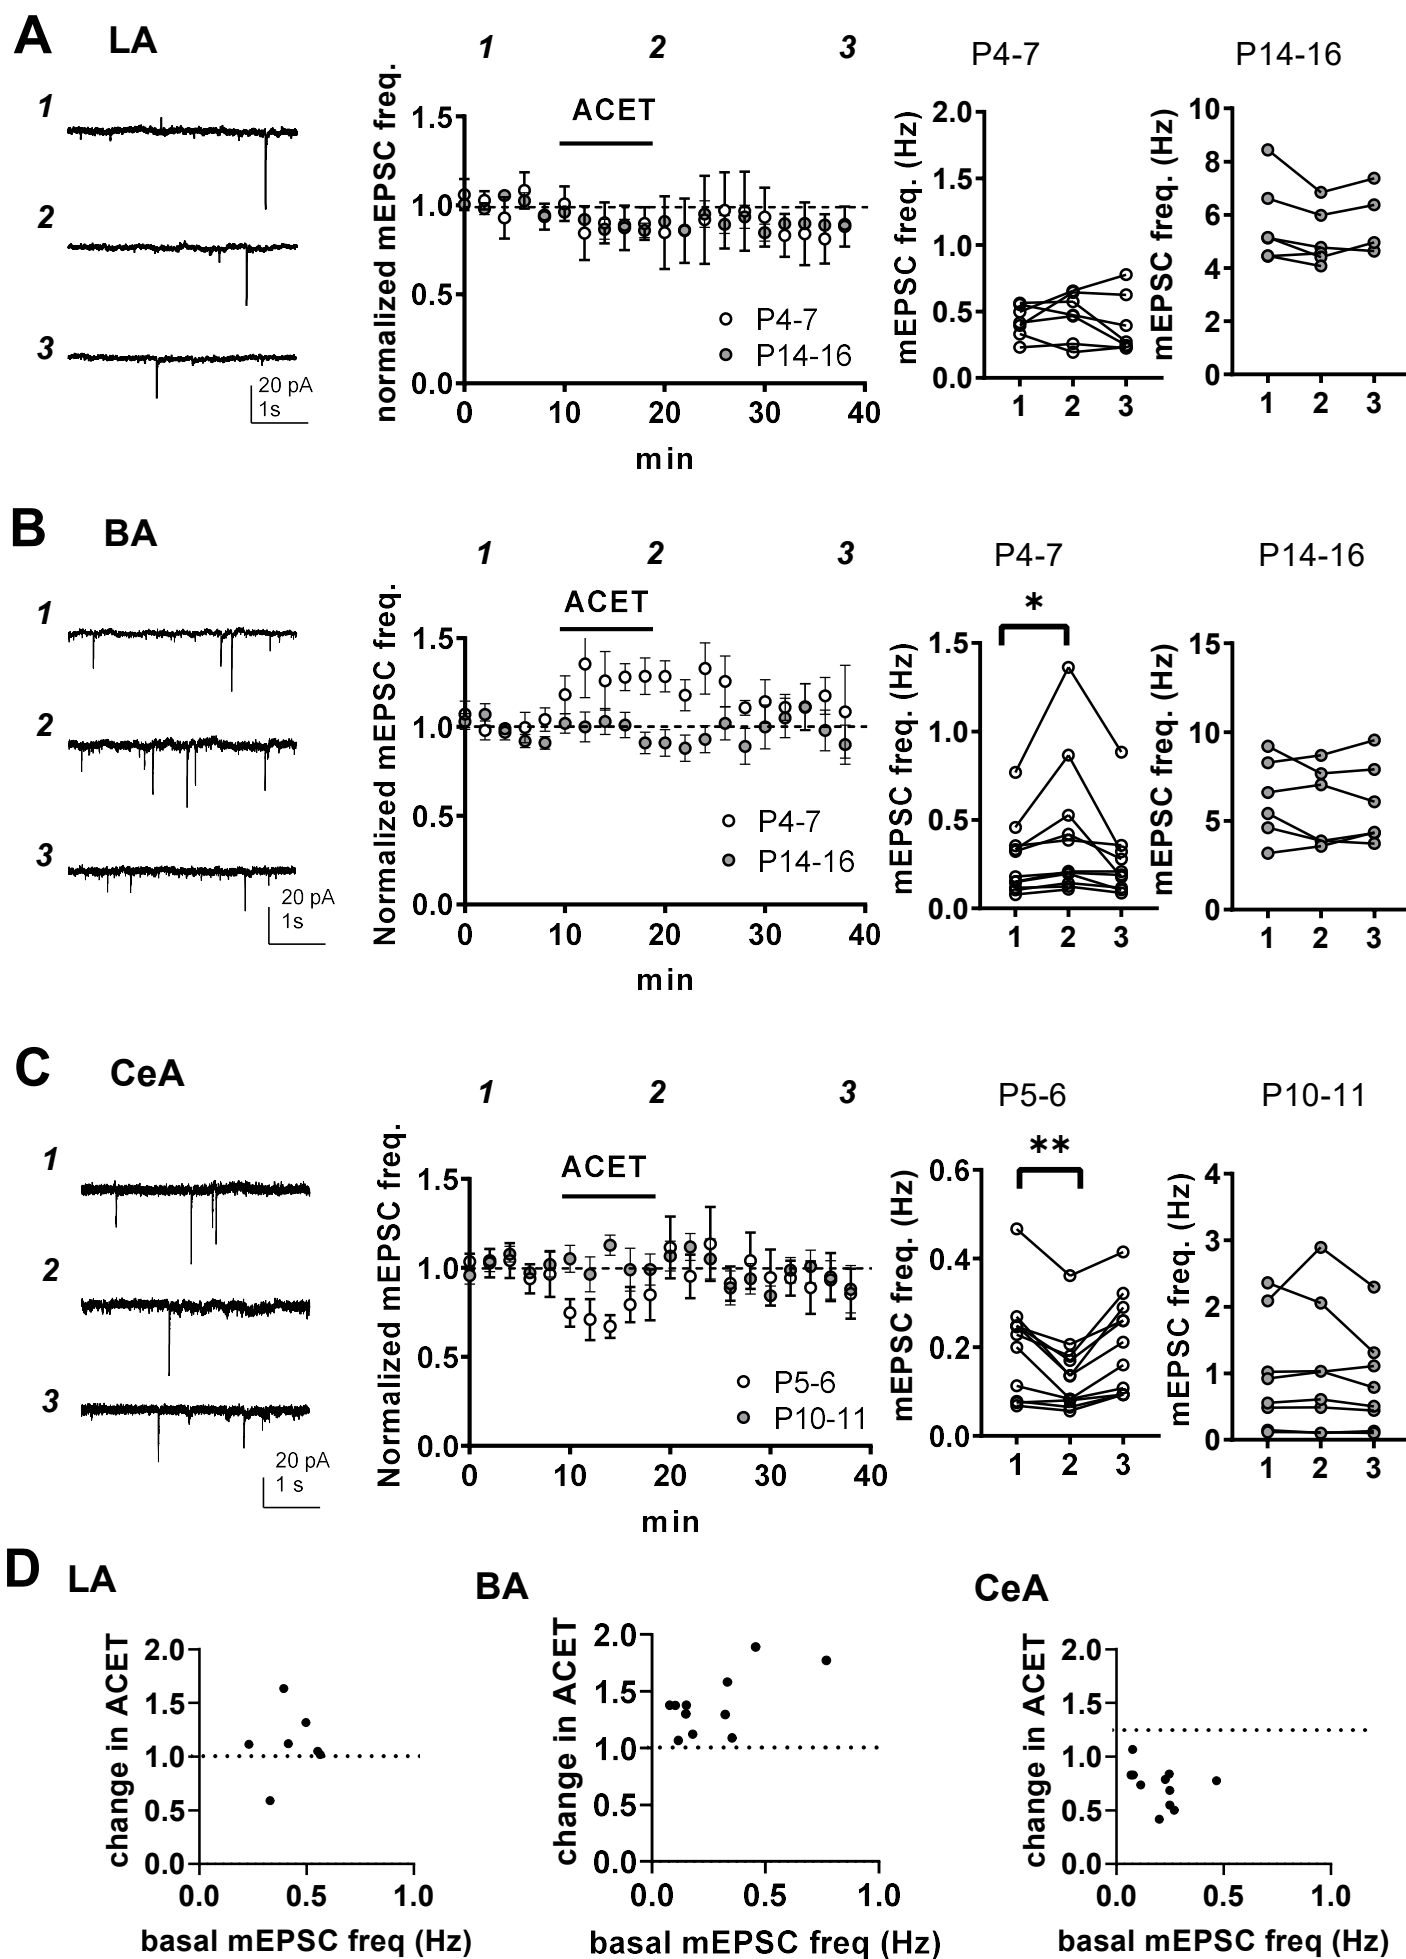 A LA
1
2
3
20 pA
1s
1 2 3
ACET
normalized mEPSC freq.
1.5
1.0
0.5
0.0
0 10 20 30 40
min
P4-7
P14-16
P4-7
mEPSC freq. (Hz)
2.0
1.5
1.0
0.5
0.0
1 2 3
P14-16
mEPSC freq. (Hz)
10
8
6
4
2
0
1 2 3
B BA
1
2
3
20 pA
1s
1 2 3
ACET
Normalized mEPSC freq.
1.5
1.0
0.5
0.0
0 10 20 30 40
min
P4-7
P14-16
P4-7
*
mEPSC freq. (Hz)
1.5
1.0
0.5
0.0
1 2 3
P14-16
mEPSC freq. (Hz)
15
10
5
0
1 2 3
C CeA
1
2
3
20 pA
1 s
1 2 3
ACET
Normalized mEPSC freq.
1.5
1.0
0.5
0.0
0 10 20 30 40
min
P5-6
P10-11
P5-6
**
mEPSC freq. (Hz)
0.6
0.4
0.2
0.0
1 2 3
P10-11
mEPSC freq. (Hz)
4
3
2
1
0
1 2 3
D LA
change in ACET
2.0
1.5
1.0
0.5
0.0
0.0 0.5 1.0
basal mEPSC freq (Hz)
BA
change in ACET
2.0
1.5
1.0
0.5
0.0
0.0 0.5 1.0
basal mEPSC freq (Hz)
CeA
change in ACET
2.0
1.5
1.0
0.5
0.0
0.0 0.5 1.0
basal mEPSC freq (Hz)